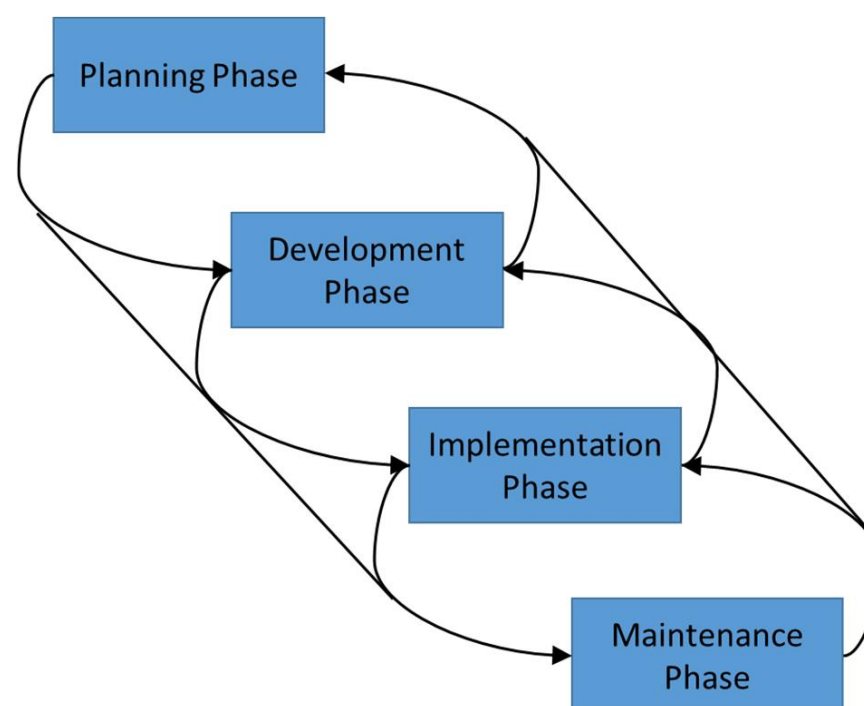 Planning Phase
Development
Phase
Implementation
Phase
Maintenance
Phase